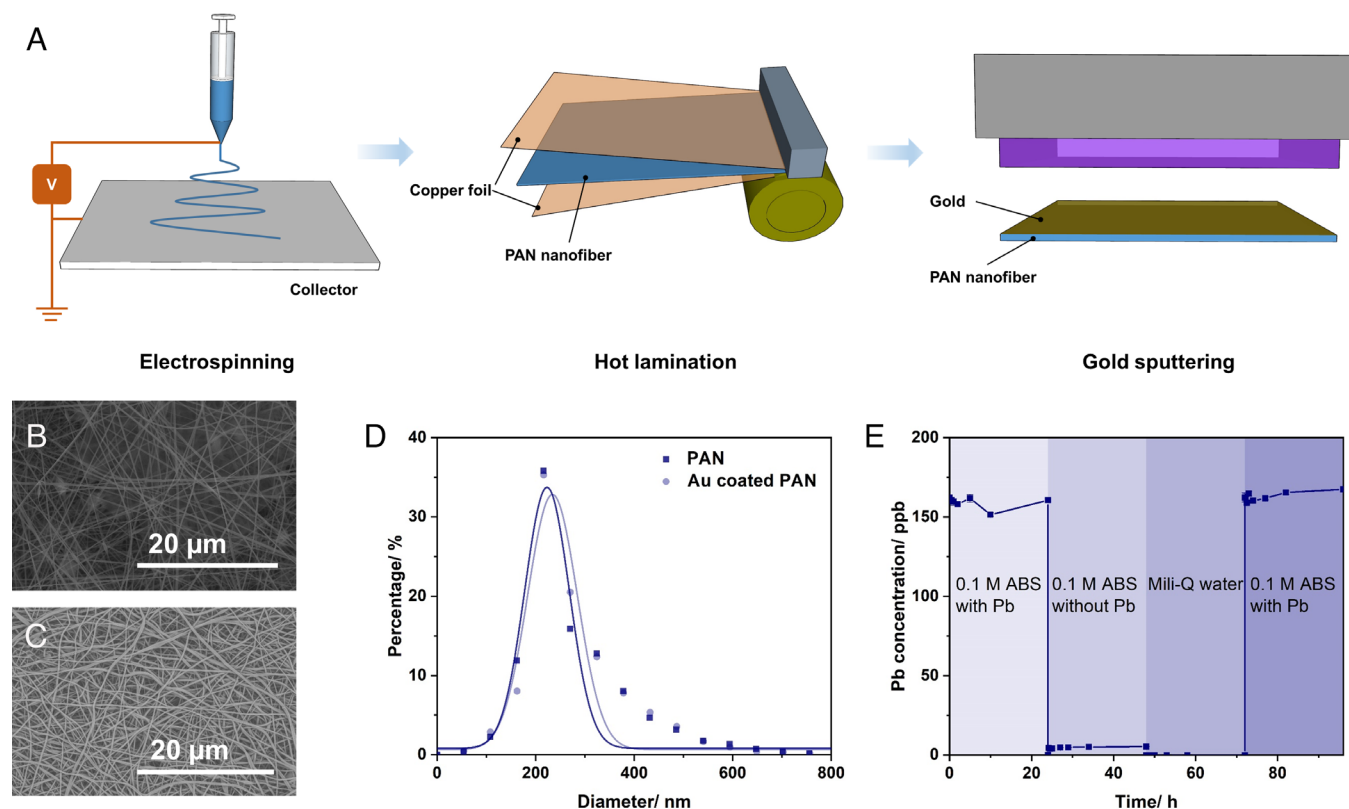 A
V
Collector
Copper foil
PAN nanofiber
Gold
PAN nanofiber
Electrospinning
Hot lamination
Gold sputtering
B
20 µm
C
20 µm
D
PAN
Au coated PAN
Percentage/ %
40
30
20
10
0
0
200
400
600
800
Diameter/ nm
E
Pb concentration/ ppb
200
150
100
50
0
0.1 M ABS
with Pb
0.1 M ABS
without Pb
Mili-Q water
0.1 M ABS
with Pb
0
20
40
60
80
Time/ h